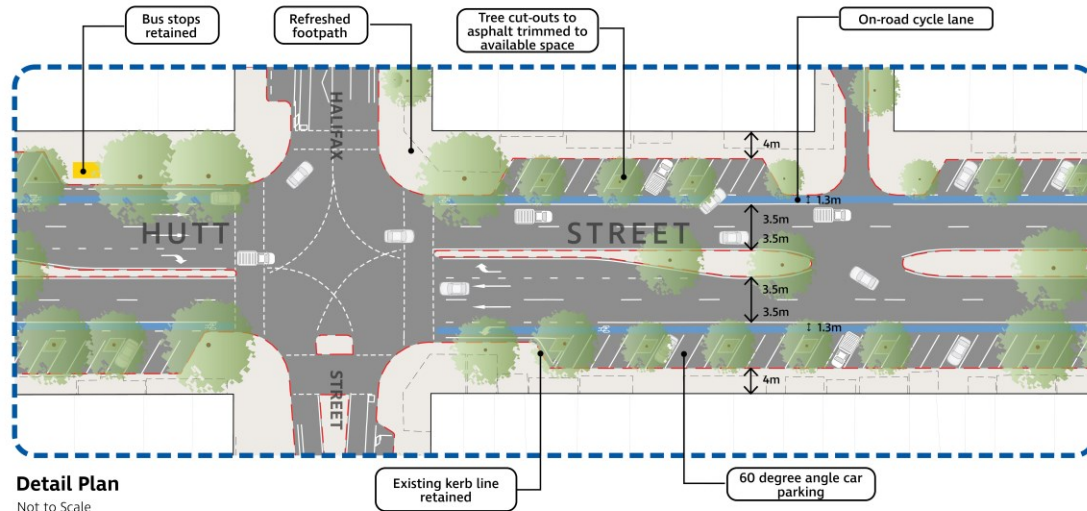 Bus stops
retained
Refreshed
footpath
Tree cut-outs to
asphalt trimmed to
available space
On-road cycle lane
HALIFAX
4m
1.3m
HUTT
STREET
3.5m
3.5m
3.5m
3.5m
1.3m
4m
STREET
Existing kerb line
retained
60 degree angle car
parking
Detail Plan
Not to Scale